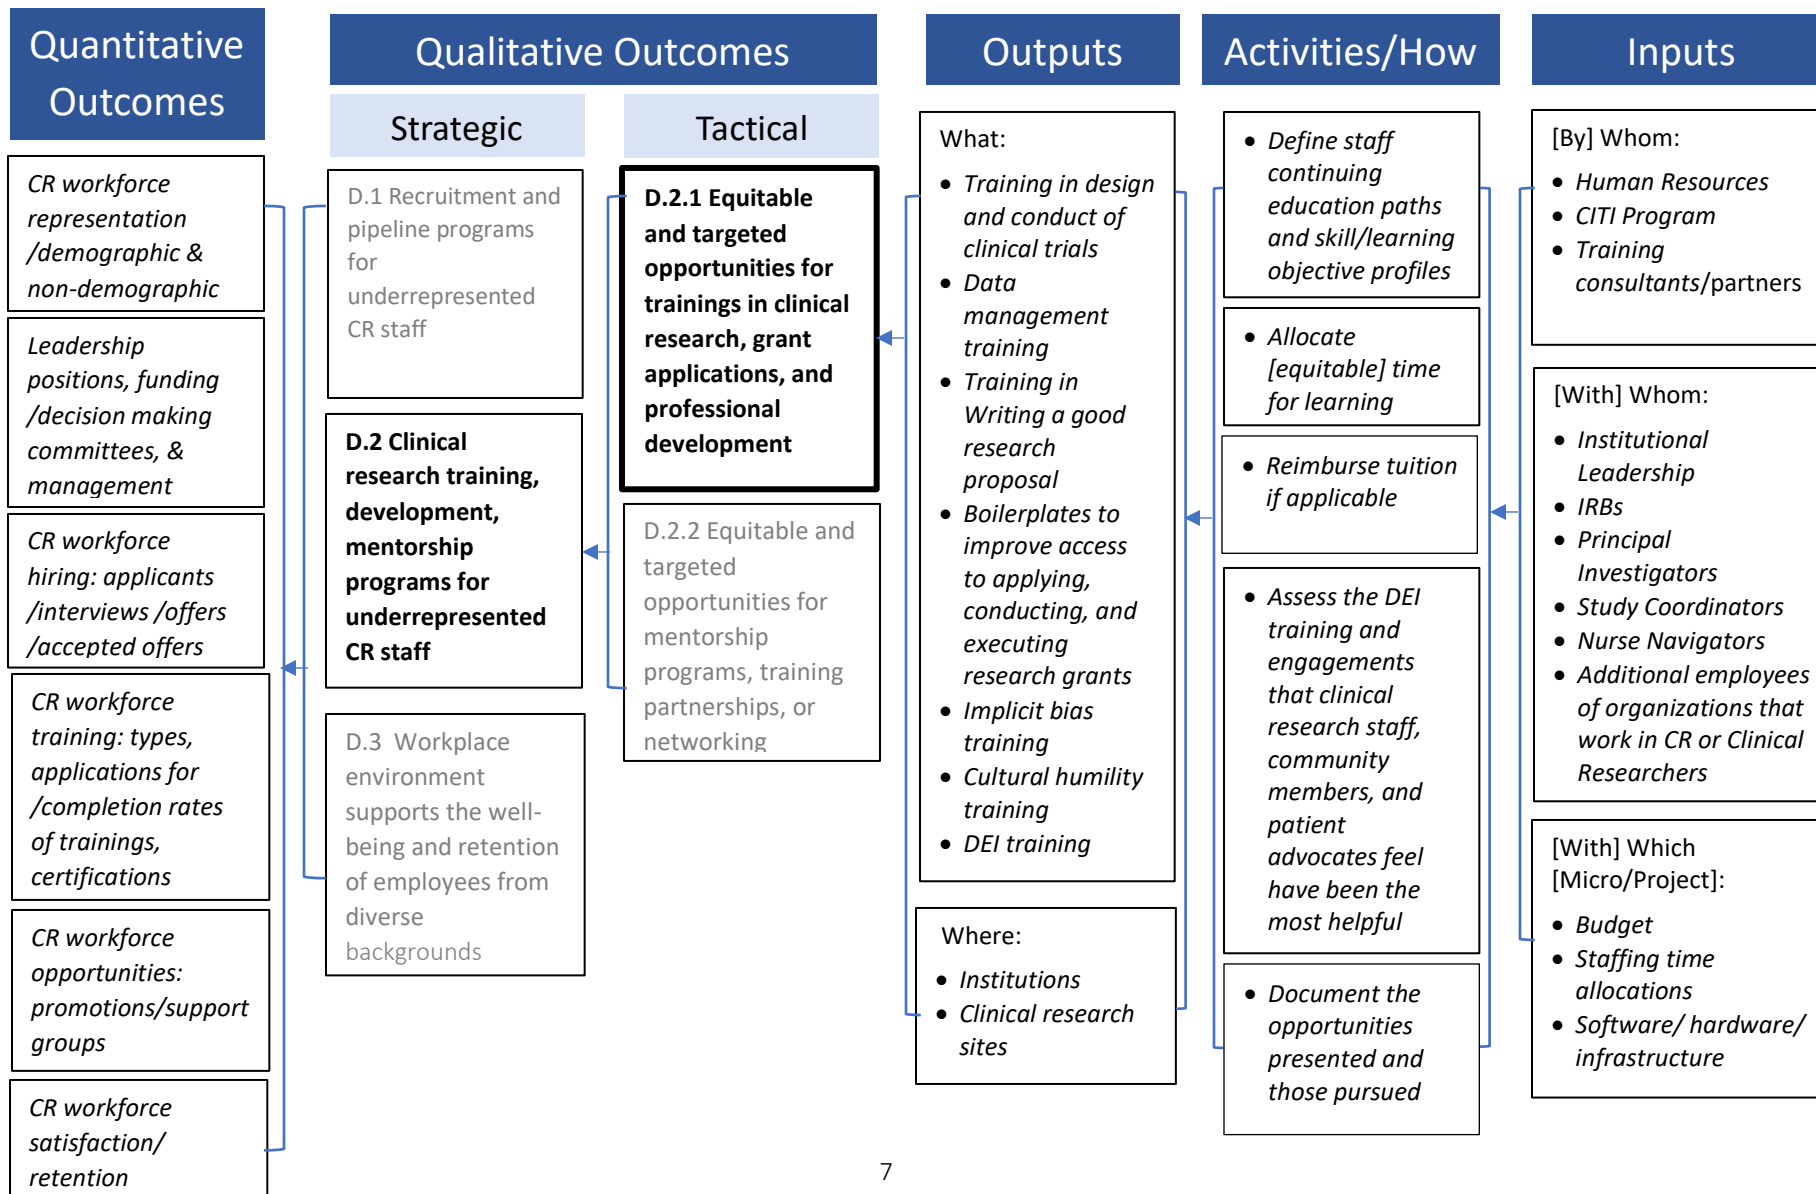 Quantitative
Outcomes
CR workforce
representation
/demographic &
non-demographic
Leadership
positions, funding
/decision making
committees, &
management
CR workforce
hiring: applicants
/interviews /offers
/accepted offers
CR workforce
training: types,
applications for
/completion rates
of trainings,
certifications
CR workforce
opportunities:
promotions/support
groups
CR workforce
satisfaction/
retention
Qualitative Outcomes
Strategic
D.1 Recruitment and
pipeline programs
for
underrepresented
CR staff
D.2 Clinical
research training,
development,
mentorship
programs for
underrepresented
CR staff
D.3 Workplace
environment
supports the well-
being and retention
of employees from
diverse
backgrounds
Tactical
D.2.1 Equitable
and targeted
opportunities for
trainings in clinical
research, grant
applications, and
professional
development
D.2.2 Equitable and
targeted
opportunities for
mentorship
programs, training
partnerships, or
networking
Outputs
What:
• Training in design
and conduct of
clinical trials
• Data
management
training
• Training in
Writing a good
research
proposal
• Boilerplates to
improve access
to applying,
conducting, and
executing
research grants
• Implicit bias
training
• Cultural humility
training
• DEI training
Where:
• Institutions
• Clinical research
sites
Activities/How
• Define staff
continuing
education paths
and skill/learning
objective profiles
• Allocate
[equitable] time
for learning
• Reimburse tuition
if applicable
• Assess the DEI
training and
engagements
that clinical
research staff,
community
members, and
patient
advocates feel
have been the
most helpful
• Document the
opportunities
presented and
those pursued
Inputs
[By] Whom:
• Human Resources
• CITI Program
• Training
consultants/partners
[With] Whom:
• Institutional
Leadership
• IRBs
• Principal
Investigators
• Study Coordinators
• Nurse Navigators
• Additional employees
of organizations that
work in CR or Clinical
Researchers
[With] Which
[Micro/Project]:
• Budget
• Staffing time
allocations
• Software/ hardware/
infrastructure
7